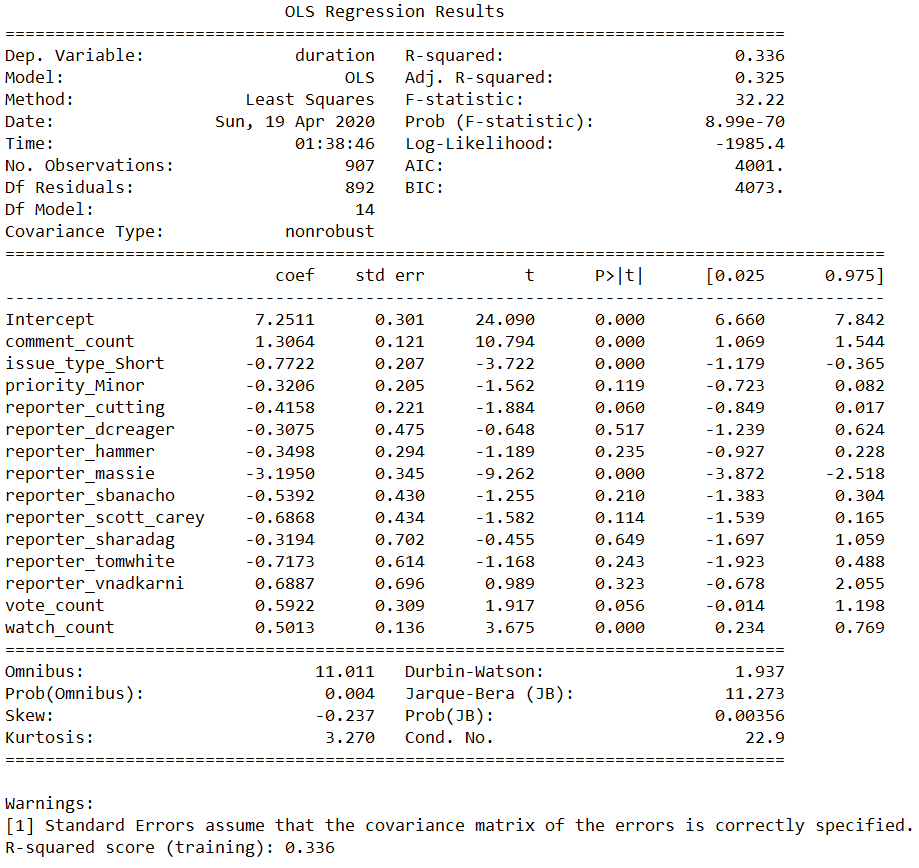 OLS Regression Results
==============================================================================
Dep. Variable:               duration   R-squared:                       0.336
Model:                            OLS   Adj. R-squared:                  0.325
Method:                 Least Squares   F-statistic:                     32.22
Date:                Sun, 19 Apr 2020   Prob (F-statistic):           8.99e-70
Time:                        01:38:46   Log-Likelihood:                -1985.4
No. Observations:                 907   AIC:                             4001.
Df Residuals:                     892   BIC:                             4073.
Df Model:                          14
Covariance Type:            nonrobust
========================================================================================
                           coef    std err          t      P>|t|      [0.025      0.975]
----------------------------------------------------------------------------------------
Intercept                7.2511      0.301     24.090      0.000       6.660       7.842
comment_count            1.3064      0.121     10.794      0.000       1.069       1.544
issue_type_Short        -0.7722      0.207     -3.722      0.000      -1.179      -0.365
priority_Minor          -0.3206      0.205     -1.562      0.119      -0.723       0.082
reporter_cutting        -0.4158      0.221     -1.884      0.060      -0.849       0.017
reporter_dcreager       -0.3075      0.475     -0.648      0.517      -1.239       0.624
reporter_hammer         -0.3498      0.294     -1.189      0.235      -0.927       0.228
reporter_massie         -3.1950      0.345     -9.262      0.000      -3.872      -2.518
reporter_sbanacho       -0.5392      0.430     -1.255      0.210      -1.383       0.304
reporter_scott_carey    -0.6868      0.434     -1.582      0.114      -1.539       0.165
reporter_sharadag       -0.3194      0.702     -0.455      0.649      -1.697       1.059
reporter_tomwhite       -0.7173      0.614     -1.168      0.243      -1.923       0.488
reporter_vnadkarni       0.6887      0.696      0.989      0.323      -0.678       2.055
vote_count               0.5922      0.309      1.917      0.056      -0.014       1.198
watch_count              0.5013      0.136      3.675      0.000       0.234       0.769
==============================================================================
Omnibus:                       11.011   Durbin-Watson:                   1.937
Prob(Omnibus):                  0.004   Jarque-Bera (JB):               11.273
Skew:                          -0.237   Prob(JB):                      0.00356
Kurtosis:                       3.270   Cond. No.                         22.9
==============================================================================

Warnings:
[1] Standard Errors assume that the covariance matrix of the errors is correctly specified.
R-squared score (training): 0.336